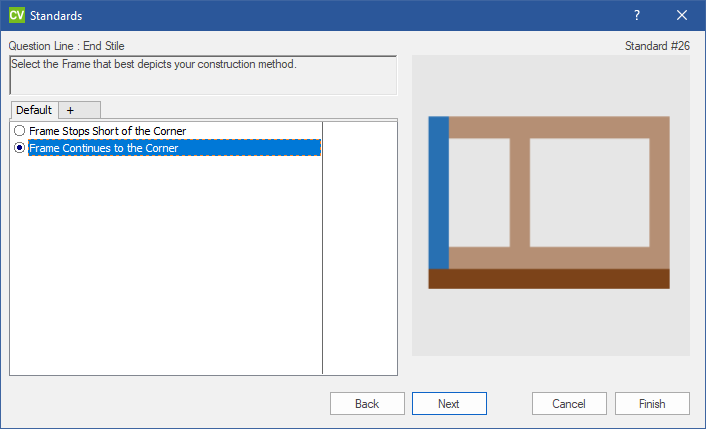 CV Standards ?
Question Line : End Stile Standard #26
Select the Frame that best depicts your construction method.
Default +
Frame Stops Short of the Corner
Frame Continues to the Corner
Back Next Cancel Finish